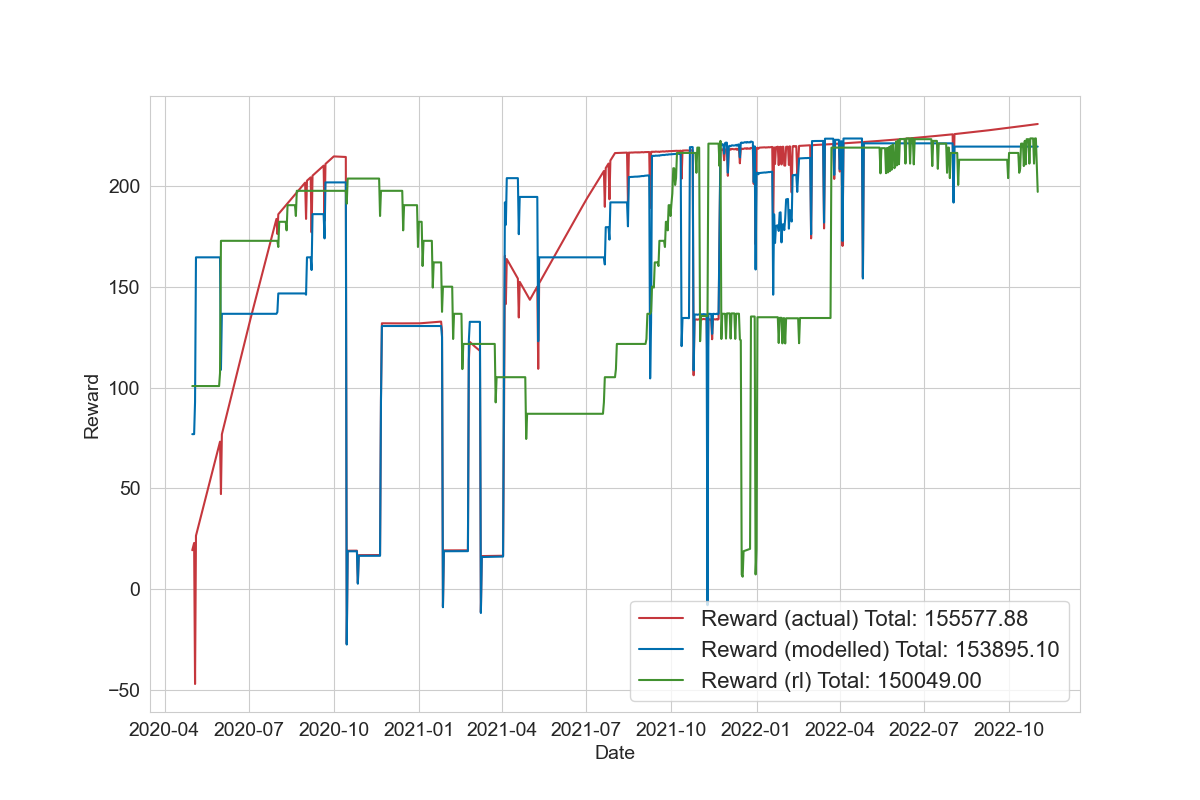 200
150
100
50
0
−50
Reward
2020-04 2020-07 2020-10 2021-01 2021-04 2021-07 2021-10 2022-01 2022-04 2022-07 2022-10
Date
Reward (actual) Total: 155577.88
Reward (modelled) Total: 153895.10
Reward (rl) Total: 150049.00